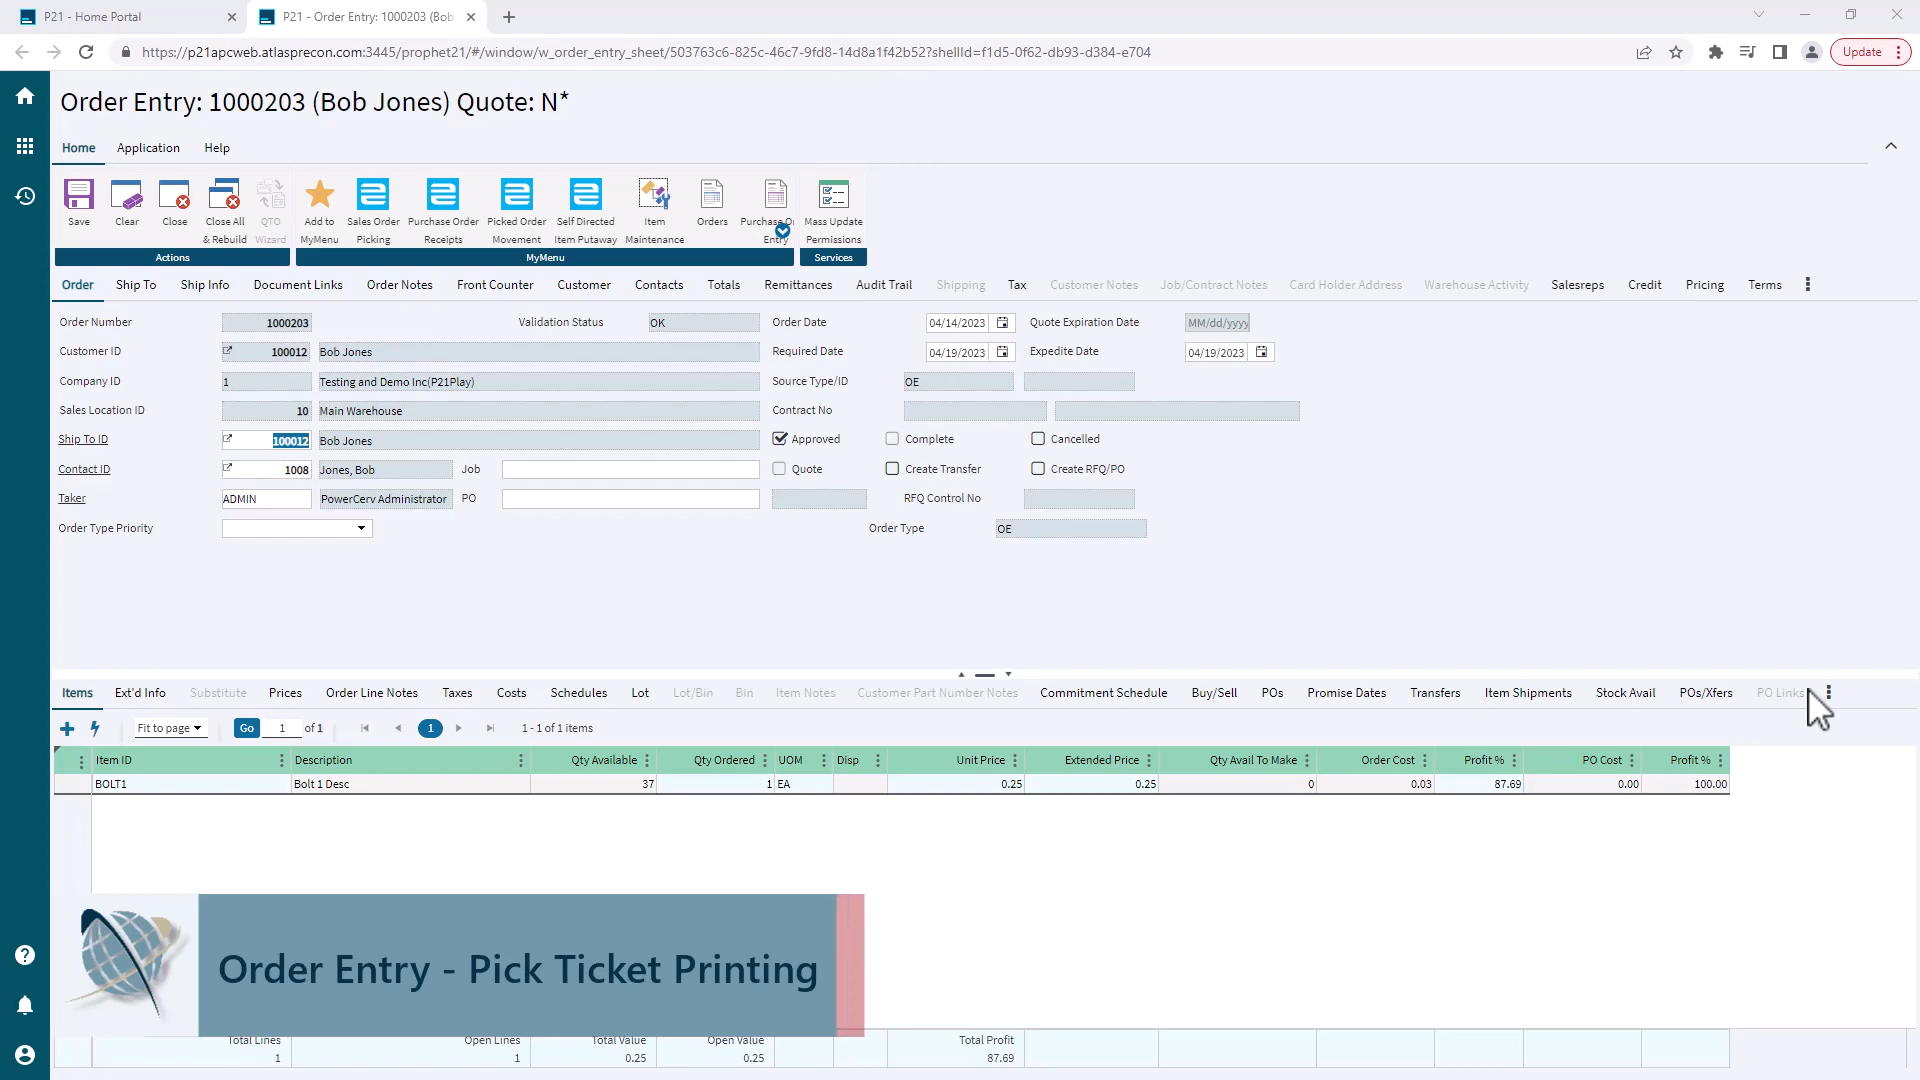 P21 - Home Portal
P21 - Order Entry: 1000203 (Bob
https://p21apcweb.atlasprecon.com:3445/prophet21/#/window/w_order_entry_sheet/503763c6-825c-46c7-9fd8-14d8a1f42b52?shellId=f1d5-0f62-db93-d384-e704
Update
Order Entry: 1000203 (Bob Jones) Quote: N*
Home Application Help
Save Clear Close Close All & Rebuild QTO Wizard Add to MyMenu Sales Order Picking Purchase Order Receipts Picked Order Movement Self Directed Item Putaway Item Maintenance Orders Purchase Or Entry Mass Update Permissions
Actions MyMenu Services
Order Ship To Ship Info Document Links Order Notes Front Counter Customer Contacts Totals Remittances Audit Trail Shipping Tax Customer Notes Job/Contract Notes Card Holder Address Warehouse Activity Salesreps Credit Pricing Terms
Order Number 1000203 Validation Status OK Order Date 04/14/2023 Quote Expiration Date MM/dd/yyyy
Customer ID 100012 Bob Jones Required Date 04/19/2023 Expedite Date 04/19/2023
Company ID 1 Testing and Demo Inc(P21Play) Source Type/ID OE
Sales Location ID 10 Main Warehouse Contract No
Ship To ID 100012 Bob Jones Approved Complete Cancelled
Contact ID 1008 Jones, Bob Job Quote Create Transfer Create RFQ/PO
Taker ADMIN PowerCerv Administrator PO RFQ Control No
Order Type Priority Order Type OE
Items Ext'd Info Substitute Prices Order Line Notes Taxes Costs Schedules Lot Lot/Bin Bin Item Notes Customer Part Number Notes Commitment Schedule Buy/Sell POs Promise Dates Transfers Item Shipments Stock Avail POs/Xfers PO Links
Fit to page Go 1 of 1 1 1 - 1 of 1 items
Item ID Description Qty Available Qty Ordered UOM Disp Unit Price Extended Price Qty Avail To Make Order Cost Profit % PO Cost Profit %
BOLT1 Bolt 1 Desc 37 1 EA 0.25 0.25 0 0.03 87.69 0.00 100.00
Order Entry - Pick Ticket Printing
Total Lines Open Lines Total Value Open Value Total Profit
1 1 0.25 0.25 87.69